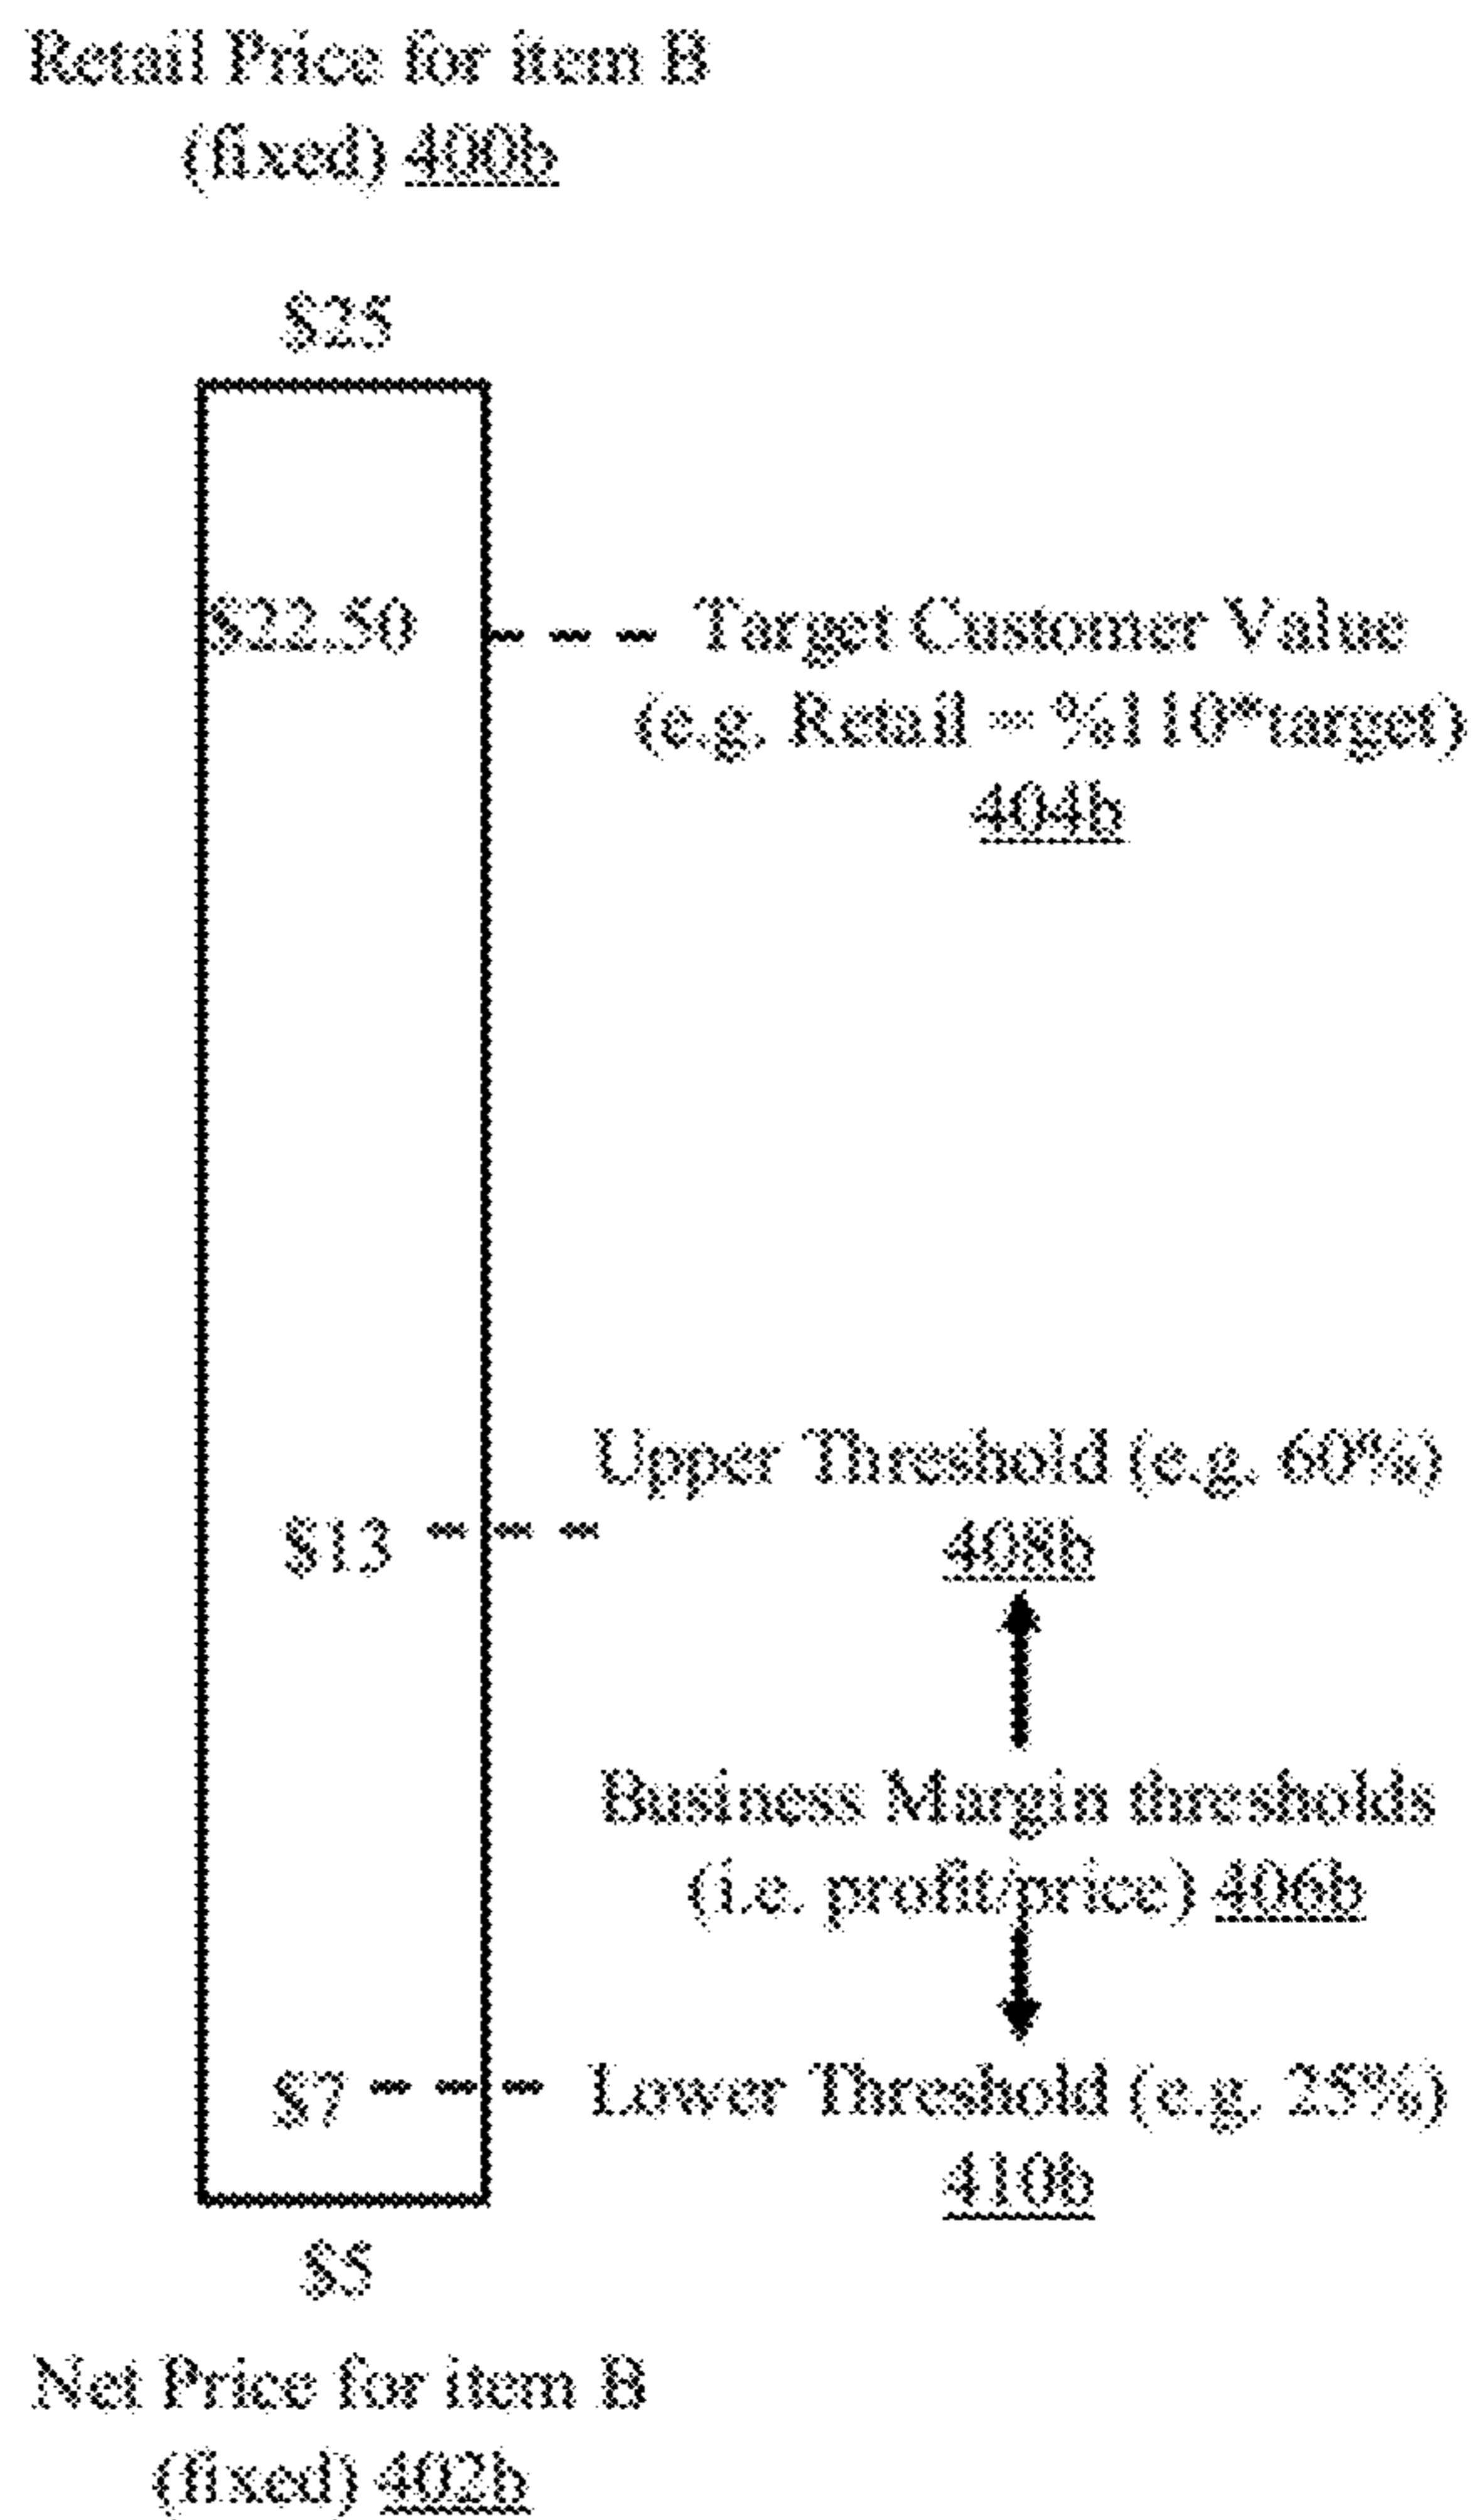 Retail Price for item B
(fixed) 400b
$25
$22.50
Target Customer Value
(e.g. Retail = %110*target)
404b
Upper Threshold (e.g. 60%)
$13
408b
Business Margin thresholds
(i.e. profit/price) 406b
$7
Lower Threshold (e.g. 25%)
410b
$5
Net Price for item B
(fixed) 402b